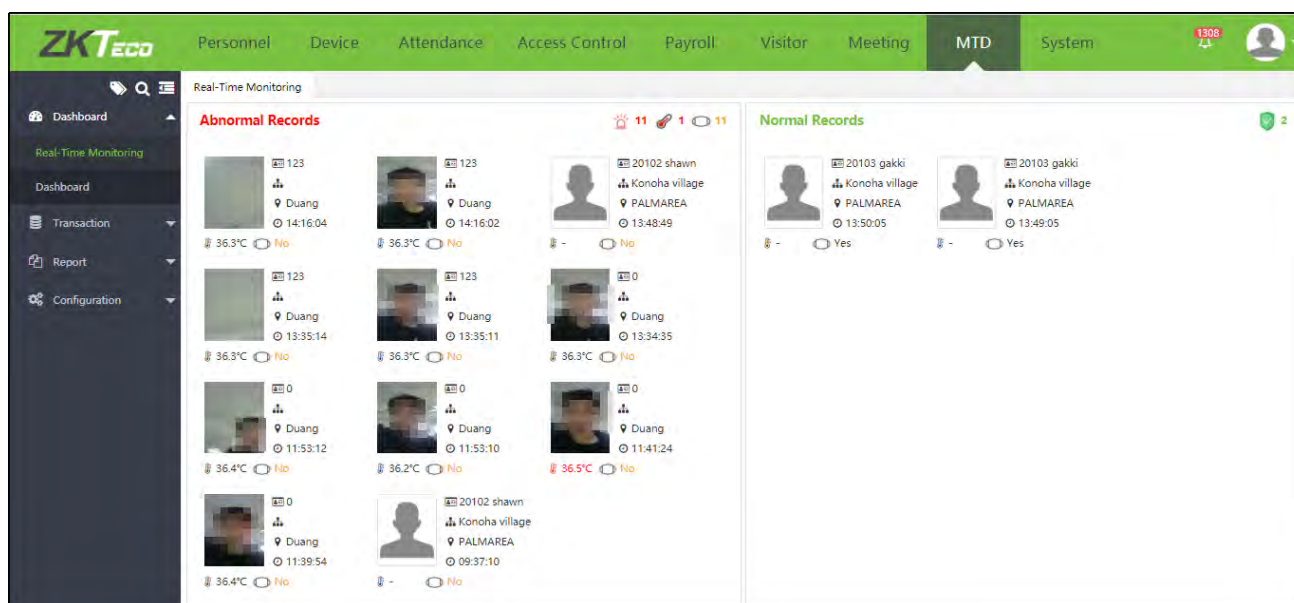 ZKTECO Personnel Device Attendance Access Control Payroll Visitor Meeting MTD System 1308
Real-Time Monitoring
Dashboard
Real-Time Monitoring
Dashboard
Transaction
Report
Configuration
Abnormal Records 11 1 11
123
Duang
14:16:04
36.3°C No
123
Duang
14:16:02
36.3°C No
20102 shawn
Konoha village
PALMAREA
13:48:49
- No
123
Duang
13:35:14
36.3°C No
123
Duang
13:35:11
36.3°C No
0
Duang
13:34:35
36.3°C No
0
Duang
11:53:12
36.4°C No
0
Duang
11:53:10
36.2°C No
0
Duang
11:41:24
36.5°C No
0
Duang
11:39:54
36.4°C No
20102 shawn
Konoha village
PALMAREA
09:37:10
- No
Normal Records 2
20103 gakki
Konoha village
PALMAREA
13:50:05
- Yes
20103 gakki
Konoha village
PALMAREA
13:49:05
- Yes